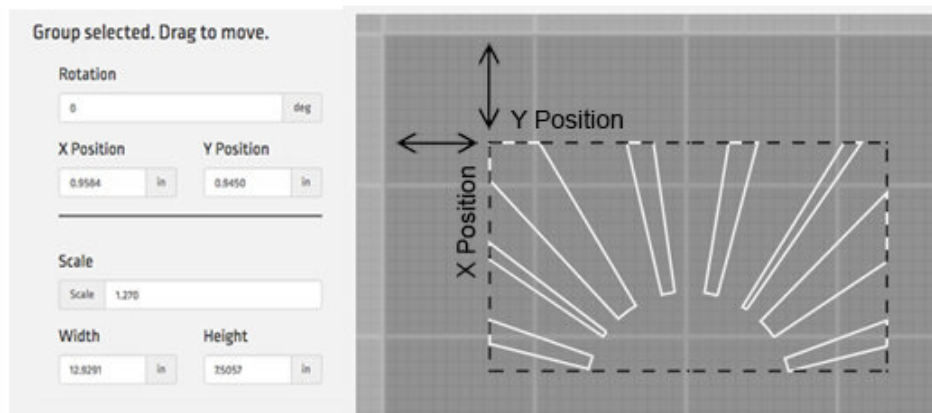 Group selected. Drag to move.
Rotation
0 deg
X Position Y Position
0.9584 in 0.9450 in
Scale
Scale 1.270
Width Height
12.9291 in 7.5057 in
Y Position
X Position